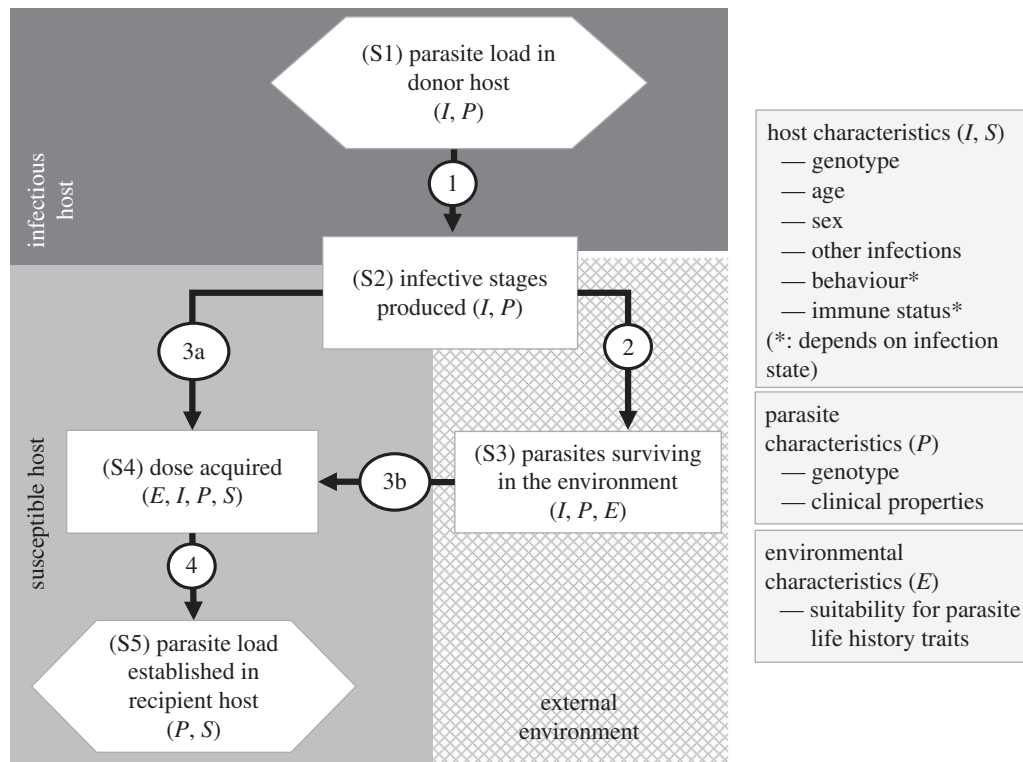 (S1) parasite load in
donor host
(I, P)
infectious
host
1
(S2) infective stages
produced (I, P)
3a
2
susceptible host
(S4) dose acquired
(E, I, P, S)
3b
(S3) parasites surviving
in the environment
(I, P, E)
4
(S5) parasite load
established in
recipient host
(P, S)
external
environment
host characteristics (I, S)
— genotype
— age
— sex
— other infections
— behaviour*
— immune status*
(*: depends on infection
state)
parasite
characteristics (P)
— genotype
— clinical properties
environmental
characteristics (E)
— suitability for parasite
life history traits